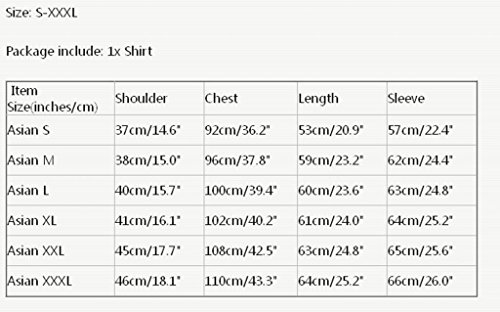 Size: S-XXXL
Package include: 1x Shirt
Item
Size(inches/cm) Shoulder Chest Length Sleeve
Asian S 37cm/14.6" 92cm/36.2" 53cm/20.9" 57cm/22.4"
Asian M 38cm/15.0" 96cm/37.8" 59cm/23.2" 62cm/24.4"
Asian L 40cm/15.7" 100cm/39.4" 60cm/23.6" 63cm/24.8"
Asian XL 41cm/16.1" 102cm/40.2" 61cm/24.0" 64cm/25.2"
Asian XXL 45cm/17.7" 108cm/42.5" 63cm/24.8" 65cm/25.6"
Asian XXXL 46cm/18.1" 110cm/43.3" 64cm/25.2" 66cm/26.0"